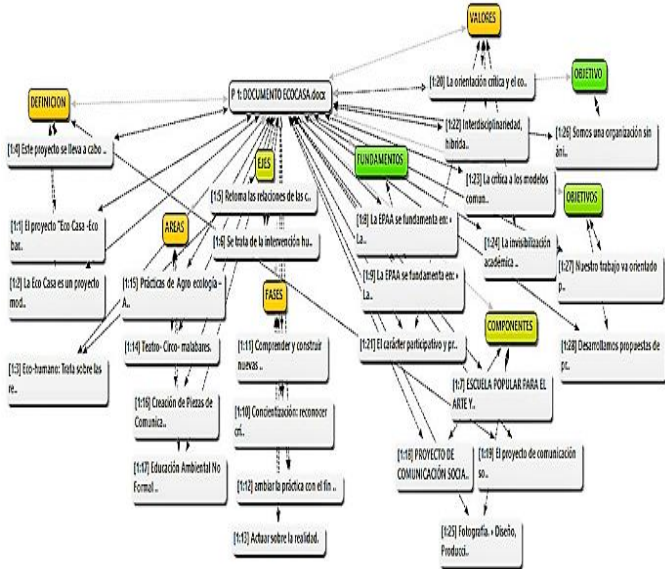 VALORES
P 1: DOCUMENTO ECOCASA.docx
[1:20] La orientación crítica y el co..
OBJETIVO
DEFINICION
[1:4] Este proyecto se lleva a cabo ..
[1:22] Interdisciplinariedad,
hibrida..
[1:26] Somos una organización sin
áni..
EJES
FUNDAMENTOS
[1:5] Retoma las relaciones de las c..
[1:23] La crítica a los modelos
comun..
OBJETIVOS
[1:1] El proyecto "Eco Casa -Eco
bar..
AREAS
[1:6] Se trata de la intervención hu..
[1:8] La EPAA se fundamenta en: •
La..
[1:24] La invisibilización
académica ..
[1:2] La Eco Casa es un proyecto
mod..
[1:15] Prácticas de Agro ecología –
A..
[1:9] La EPAA se fundamenta en: •
La..
[1:27] Nuestro trabajo va orientado
p..
FASES
COMPONENTES
[1:14] Teatro- Circo- malabares.
[1:11] Comprender y construir
nuevas ..
[1:21] El carácter participativo y pr..
[1:28] Desarrollamos propuestas de
pr..
[1:3] Eco-humano: Trata sobre las
re..
[1:16] Creación de Piezas de
Comunica..
[1:10] Concientización: reconocer
crí..
[1:7] ESCUELA POPULAR PARA EL
ARTE Y..
[1:17] Educación Ambiental No
Formal ..
[1:18] PROYECTO DE
COMUNICACIÓN SOCIA..
[1:19] El proyecto de comunicación
so..
[1:12] ambiar la práctica con el fin ..
[1:13] Actuar sobre la realidad.
[1:25] Fotografía. • Diseño,
Producci..